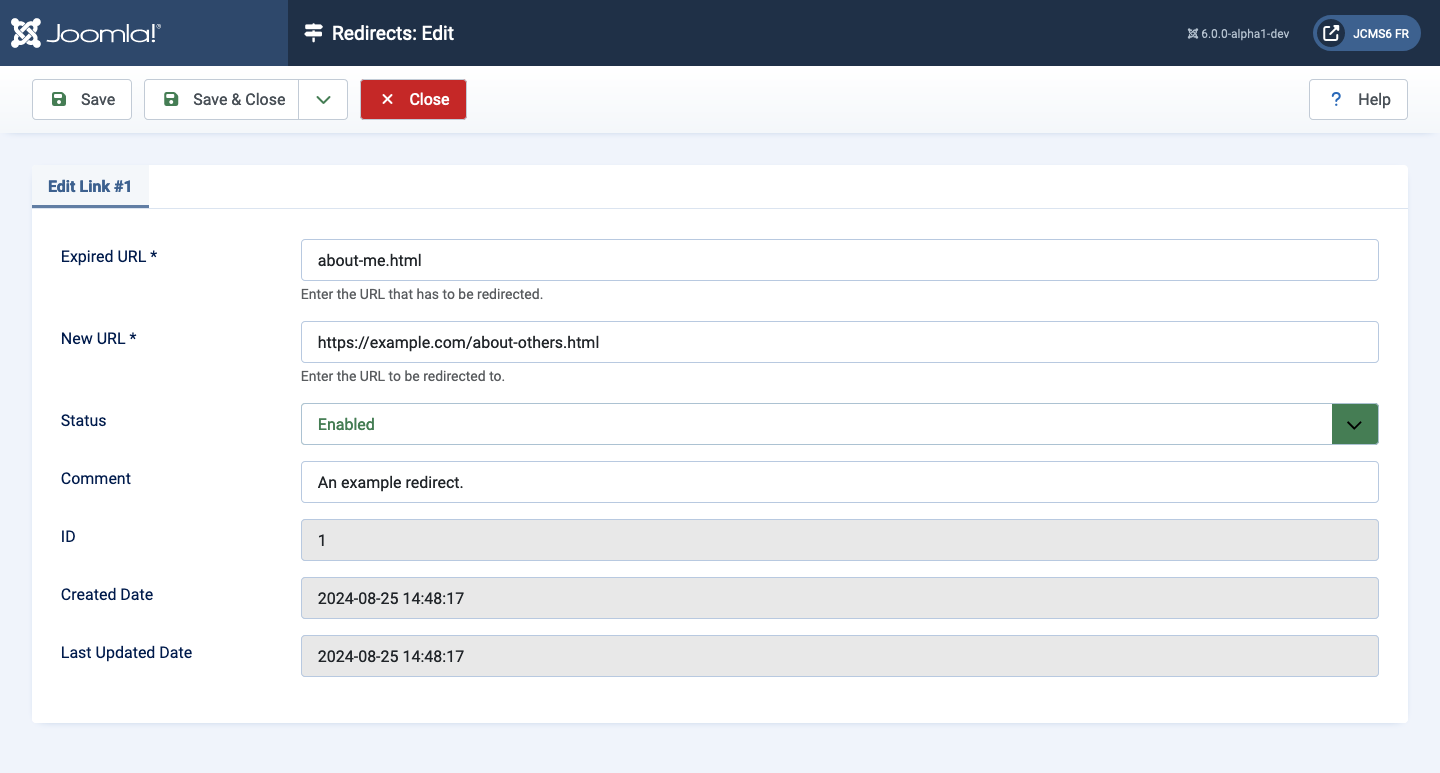 Joomla!®
Redirects: Edit
6.0.0-alpha1-dev
JCMS6 FR
Save
Save & Close
Close
? Help
Edit Link #1
Expired URL *
about-me.html
Enter the URL that has to be redirected.
New URL *
https://example.com/about-others.html
Enter the URL to be redirected to.
Status
Enabled
Comment
An example redirect.
ID
1
Created Date
2024-08-25 14:48:17
Last Updated Date
2024-08-25 14:48:17